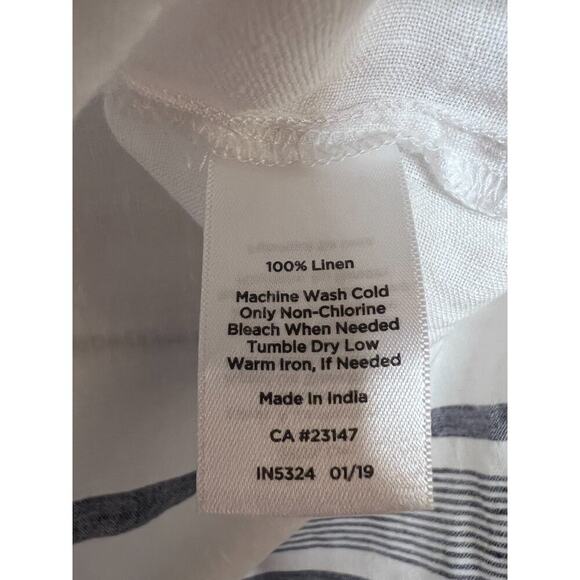 100% Linen
Machine Wash Cold
Only Non-Chlorine
Bleach When Needed
Tumble Dry Low
Warm Iron, If Needed
Made In India
CA #23147
IN5324 01/19